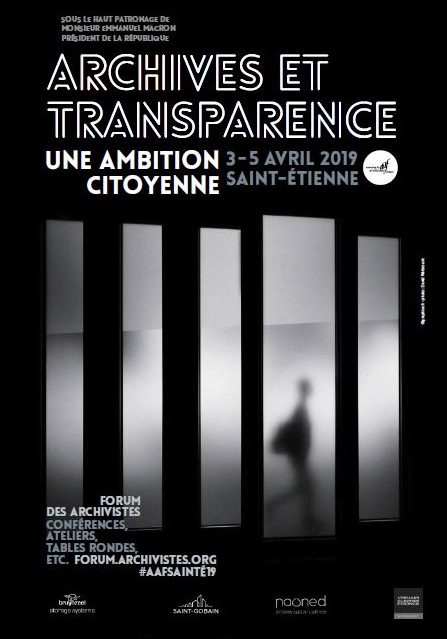 SOUS LE HAUT PATRONAGE DE
MONSIEUR EMMANUEL MACRON
PRÉSIDENT DE LA RÉPUBLIQUE
ARCHIVES ET
TRANSPARENCE
UNE AMBITION
CITOYENNE
3-5 AVRIL 2019
SAINT-ÉTIENNE
FORUM
DES ARCHIVISTES
CONFÉRENCES,
ATELIERS,
TABLES RONDES,
ETC. FORUM.ARCHIVISTES.ORG
#AAFSAINTÉ19
bruynzeel
storage systems
SAINT-GOBAIN
naoned